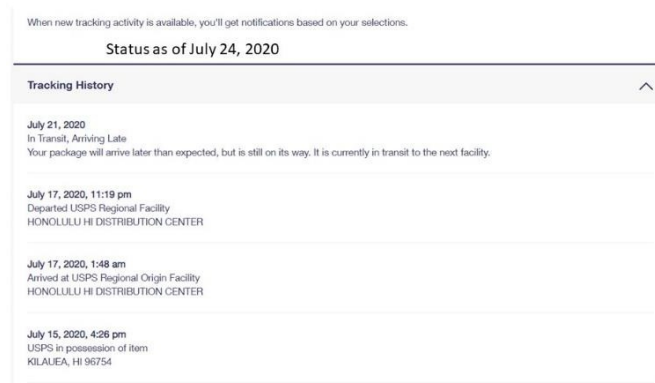 When new tracking activity is available, you'll get notifications based on your selections.
Status as of July 24, 2020
Tracking History
July 21, 2020
In Transit, Arriving Late
Your package will arrive later than expected, but is still on its way. It is currently in transit to the next facility.
July 17, 2020, 11:19 pm
Departed USPS Regional Facility
HONOLULU HI DISTRIBUTION CENTER
July 17, 2020, 1:48 am
Arrived at USPS Regional Origin Facility
HONOLULU HI DISTRIBUTION CENTER
July 15, 2020, 4:26 pm
USPS in possession of item
KILAUEA, HI 96754